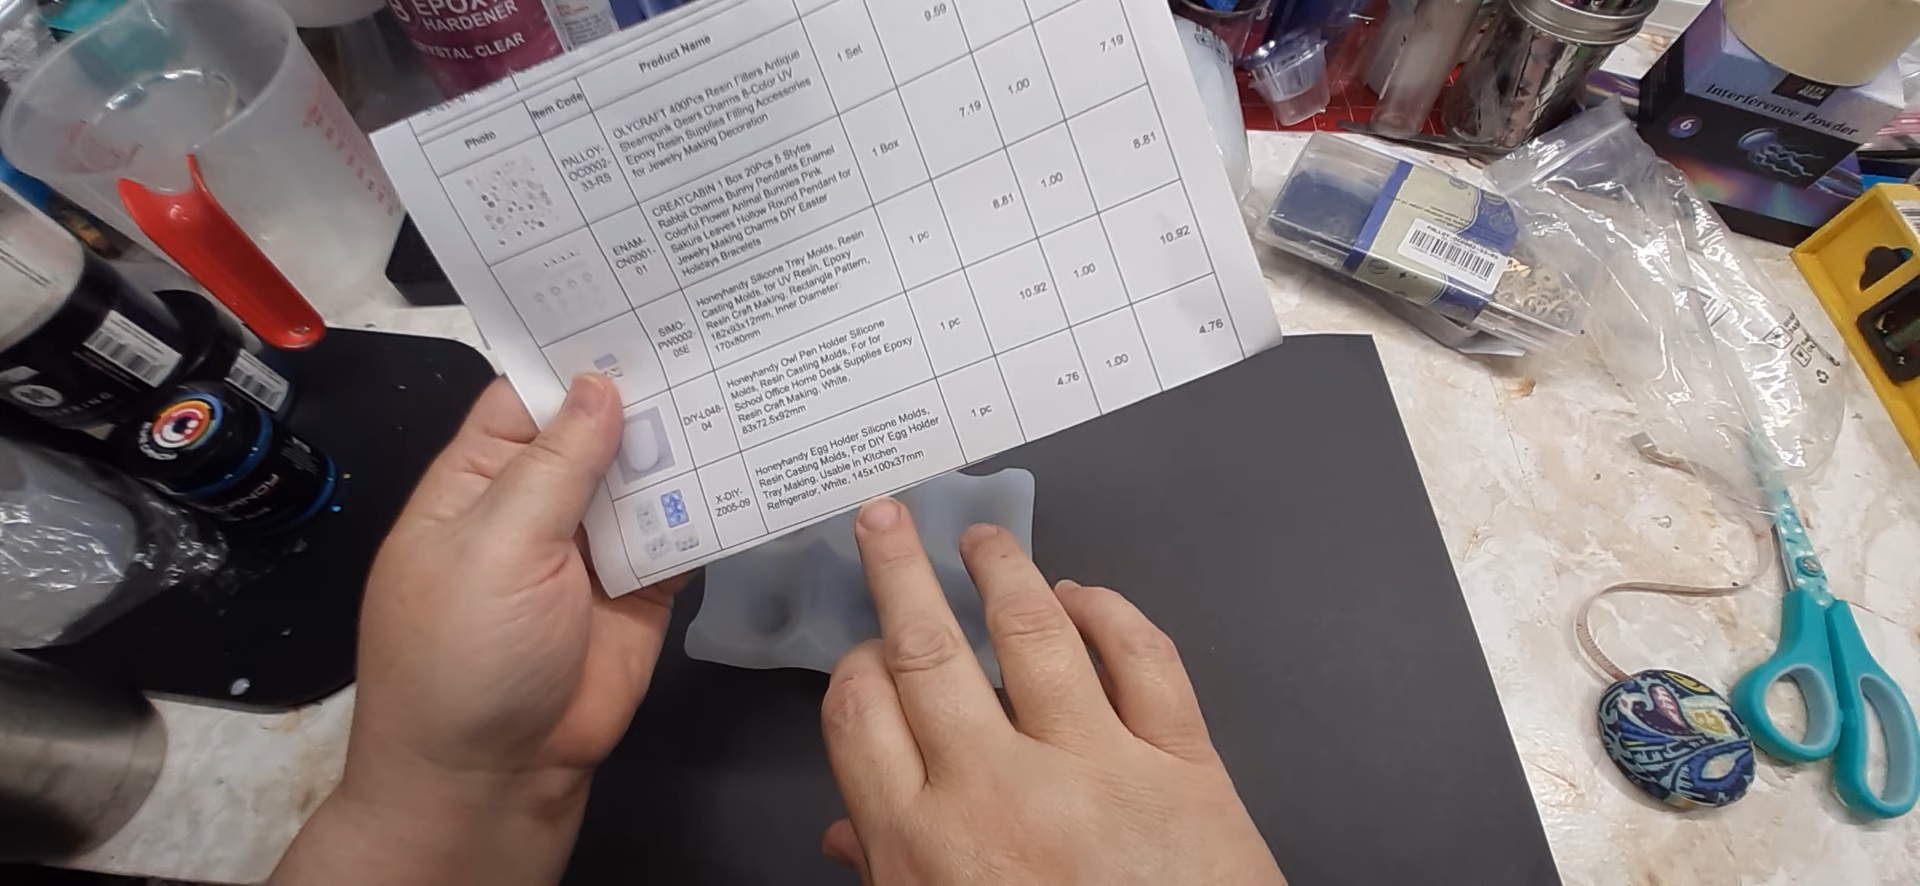 EPOXY
HARDENER
CRYSTAL CLEAR
Photo
Item Code
Product Name
PALLOY-
OC0002-
33-RS
OLYCRAFT 400Pcs Resin Fillers Antique
Steampunk Gears Charms 8-Color UV
Epoxy Resin Supplies Filling Accessories
for Jewelry Making Decoration
1 Set
9.59
ENAM-
CN0001-
01
CREATCABIN 1 Box 20Pcs 5 Styles
Rabbit Charms Bunny Pendants Enamel
Colorful Flower Animal Bunnies Pink
Sakura Leaves Hollow Round Pendant for
Jewelry Making Charms DIY Easter
Holidays Bracelets
1 Box
7.19
1.00
7.19
SIMO-
PW0002-
05E
Honeyhandy Silicone Tray Molds, Resin
Casting Molds, for UV Resin, Epoxy
Resin Craft Making, Rectangle Pattern,
182x93x12mm, Inner Diameter:
170x80mm
1 pc
8.81
1.00
8.81
DIY-L048-
04
Honeyhandy Owl Pen Holder Silicone
Molds, Resin Casting Molds, For for
School Office Home Desk Supplies Epoxy
Resin Craft Making, White,
83x72.5x92mm
1 pc
10.92
1.00
10.92
X-DIY-
Z005-09
Honeyhandy Egg Holder Silicone Molds,
Resin Casting Molds, For DIY Egg Holder
Tray Making, Usable in Kitchen
Refrigerator, White, 145x100x37mm
1 pc
4.76
1.00
4.76
Interference Powder
6